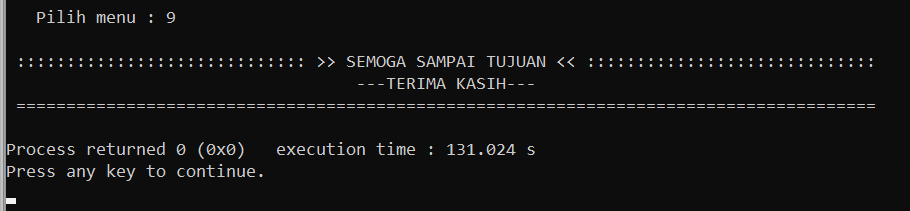 Pilih menu : 9
::::::::::::::::::::::::::::: >> SEMOGA SAMPAI TUJUAN << :::::::::::::::::::::::::::::
---TERIMA KASIH---
======================================================================================
Process returned 0 (0x0)   execution time : 131.024 s
Press any key to continue.